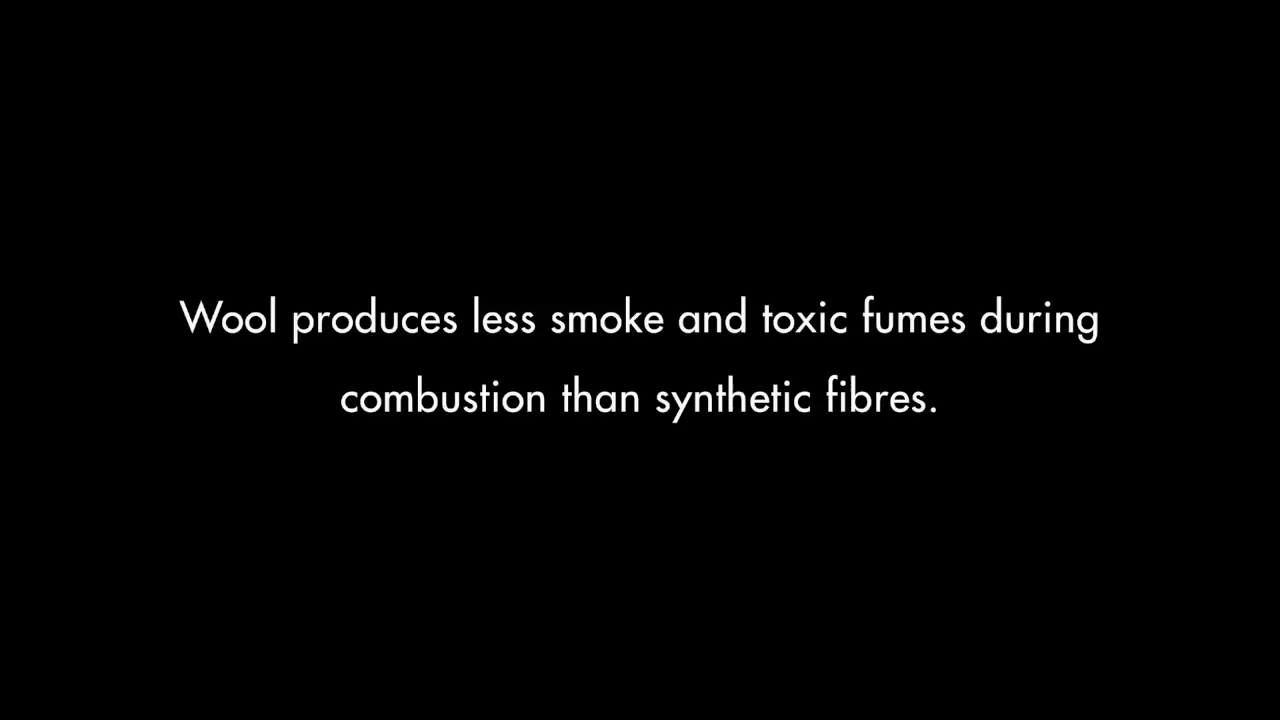 Wool produces less smoke and toxic fumes during
combustion than synthetic fibres.